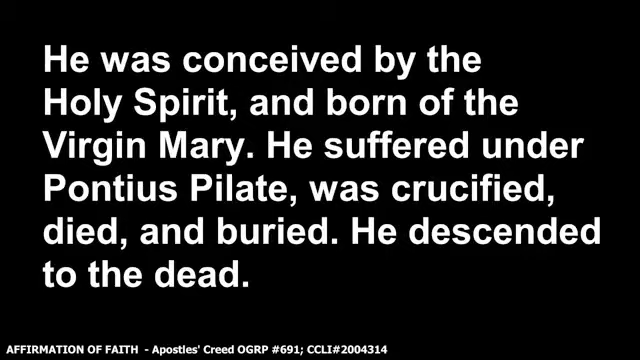 He was conceived by the
Holy Spirit, and born of the
Virgin Mary. He suffered under
Pontius Pilate, was crucified,
died, and buried. He descended
to the dead.
AFFIRMATION OF FAITH - Apostles' Creed OGRP #691; CCLI#2004314